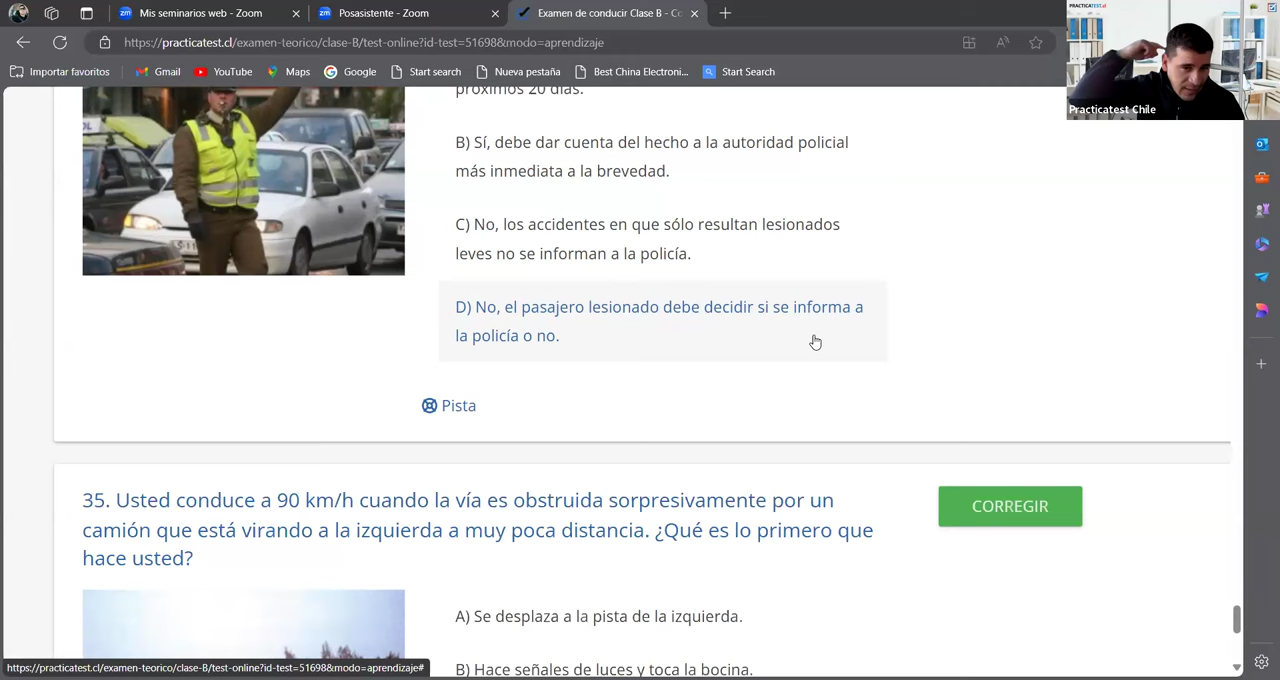 Mis seminarios web - Zoom
Posasistente - Zoom
Examen de conducir Clase B - Co
https://practicatest.cl/examen-teorico/clase-B/test-online?id-test=51698&modo=aprendizaje
Importar favoritos
Gmail
YouTube
Maps
Google
Start search
Nueva pestaña
Best China Electroni...
Start Search
PRACTICATEST.cl
Practicatest Chile
próximos 20 días.
B) Sí, debe dar cuenta del hecho a la autoridad policial
más inmediata a la brevedad.
C) No, los accidentes en que sólo resultan lesionados
leves no se informan a la policía.
D) No, el pasajero lesionado debe decidir si se informa a
la policía o no.
Pista
35. Usted conduce a 90 km/h cuando la vía es obstruida sorpresivamente por un
camión que está virando a la izquierda a muy poca distancia. ¿Qué es lo primero que
hace usted?
CORREGIR
A) Se desplaza a la pista de la izquierda.
B) Hace señales de luces y toca la bocina.
https://practicatest.cl/examen-teorico/clase-B/test-online?id-test=51698&modo=aprendizaje#